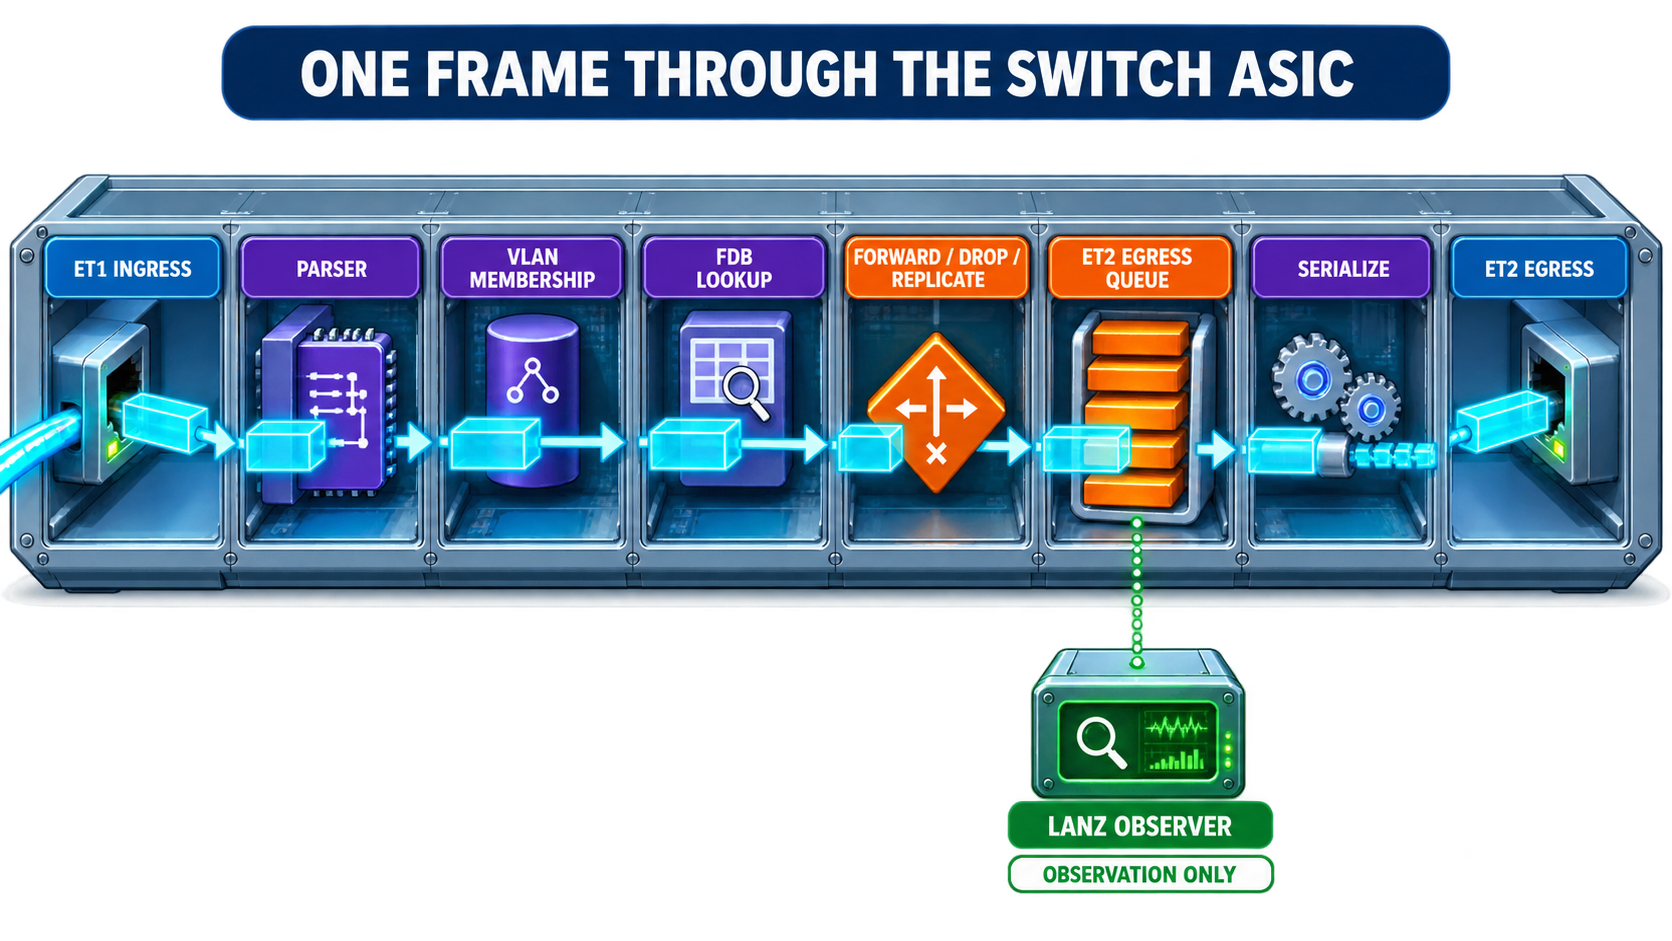 ONE FRAME THROUGH THE SWITCH ASIC
ET1 INGRESS
PARSER
VLAN
MEMBERSHIP
FDB
LOOKUP
FORWARD / DROP /
REPLICATE
ET2 EGRESS
QUEUE
SERIALIZE
ET2 EGRESS
LANZ OBSERVER
OBSERVATION ONLY